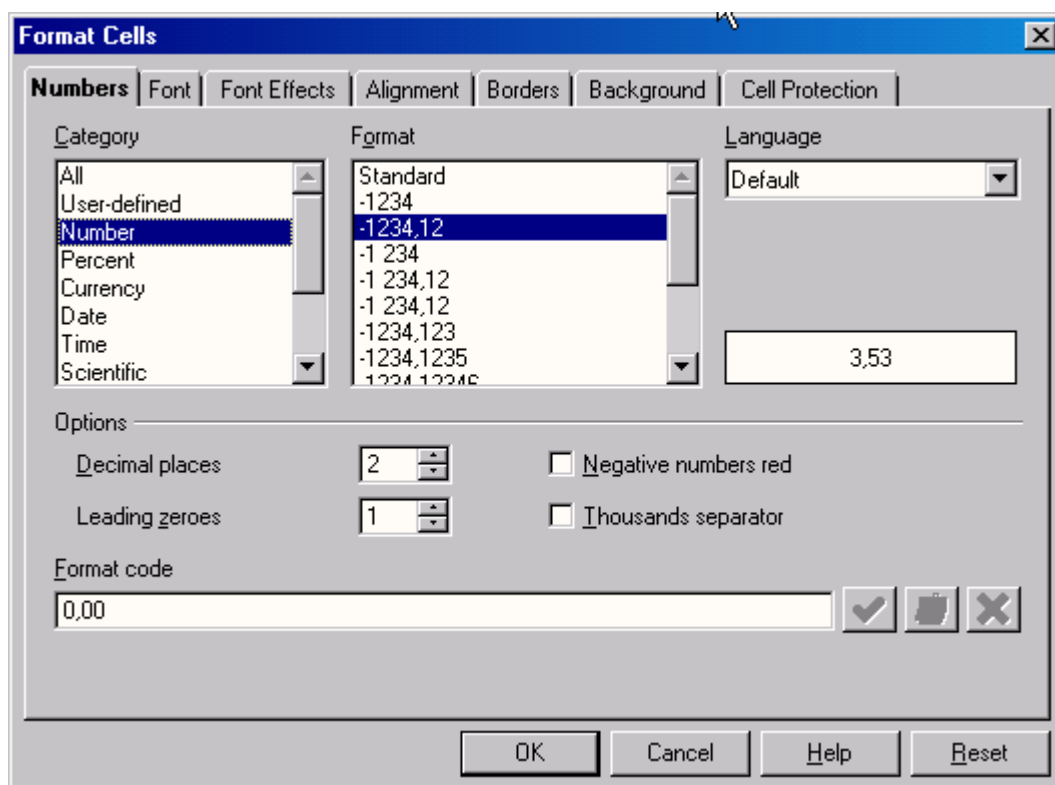 Format Cells
Numbers Font Font Effects Alignment Borders Background Cell Protection
Category Format Language
All
User-defined
Number
Percent
Currency
Date
Time
Scientific
Standard
-1234
-1234,12
-1 234
-1 234,12
-1 234,12
-1234,123
-1234,1235
-1234,12346
Default
3,53
Options
Decimal places 2 Negative numbers red
Leading zeroes 1 Thousands separator
Format code
0,00
OK Cancel Help Reset